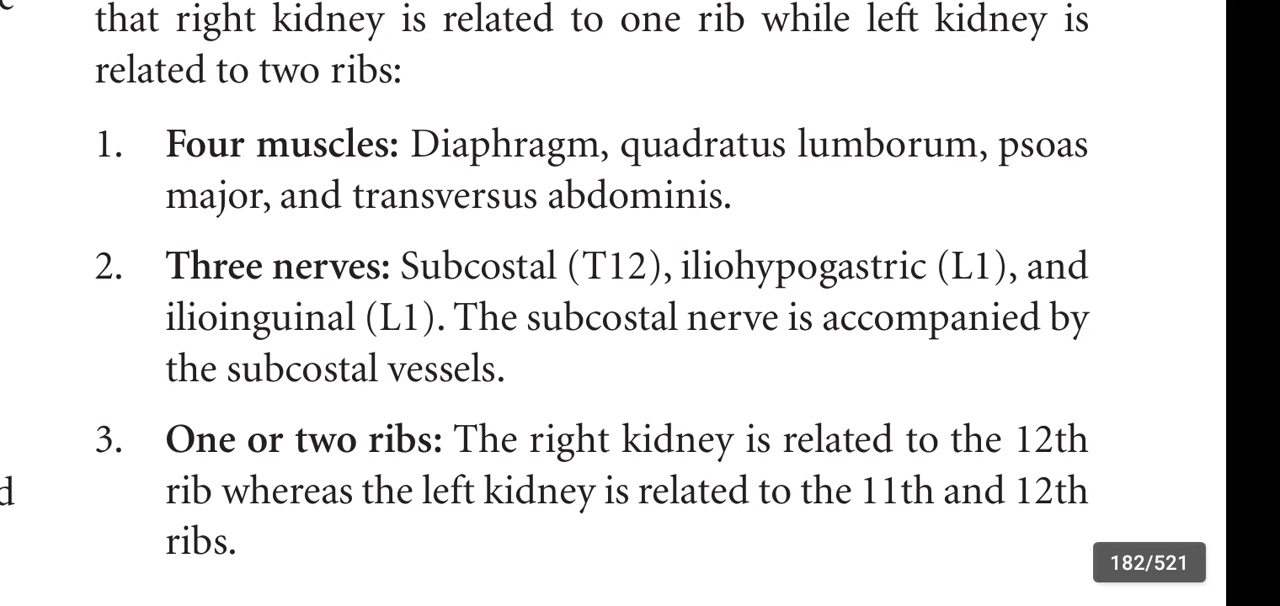 that right kidney is related to one rib while left kidney is
related to two ribs:
1. Four muscles: Diaphragm, quadratus lumborum, psoas
major, and transversus abdominis.
2. Three nerves: Subcostal (T12), iliohypogastric (L1), and
ilioinguinal (L1). The subcostal nerve is accompanied by
the subcostal vessels.
3. One or two ribs: The right kidney is related to the 12th
d
rib whereas the left kidney is related to the 11th and 12th
ribs.
182/521